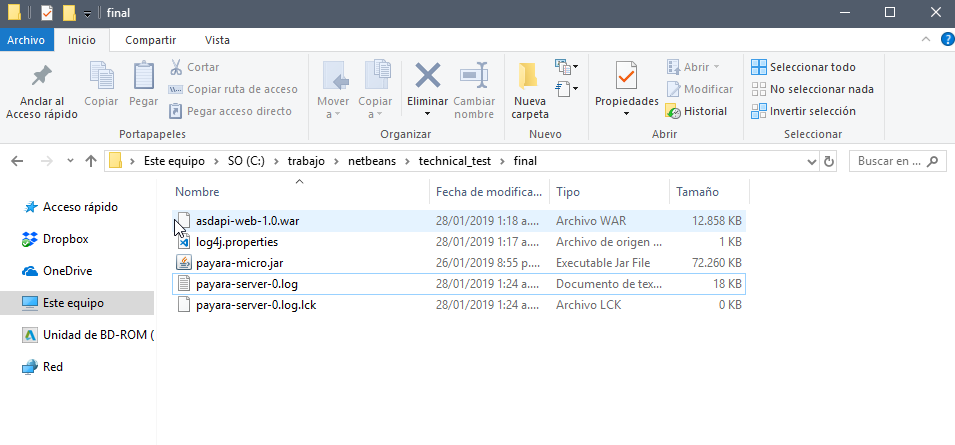 final
Archivo Inicio Compartir Vista
Anclar al Acceso rápido
Copiar
Pegar
Cortar
Copiar ruta de acceso
Pegar acceso directo
Portapapeles
Mover a
Copiar a
Eliminar
Cambiar nombre
Organizar
Nueva carpeta
Nuevo
Propiedades
Abrir
Modificar
Historial
Abrir
Seleccionar todo
No seleccionar nada
Invertir selección
Seleccionar
Este equipo > SO (C:) > trabajo > netbeans > technical_test > final
Buscar en ...
Acceso rápido
Dropbox
OneDrive
Este equipo
Unidad de BD-ROM (
Red
Nombre Fecha de modifica... Tipo Tamaño
asdapi-web-1.0.war 28/01/2019 1:18 a.... Archivo WAR 12.858 KB
log4j.properties 28/01/2019 1:17 a.... Archivo de origen ... 1 KB
payara-micro.jar 26/01/2019 8:55 p.... Executable Jar File 72.260 KB
payara-server-0.log 28/01/2019 1:24 a.... Documento de tex... 18 KB
payara-server-0.log.lck 28/01/2019 1:24 a.... Archivo LCK 0 KB